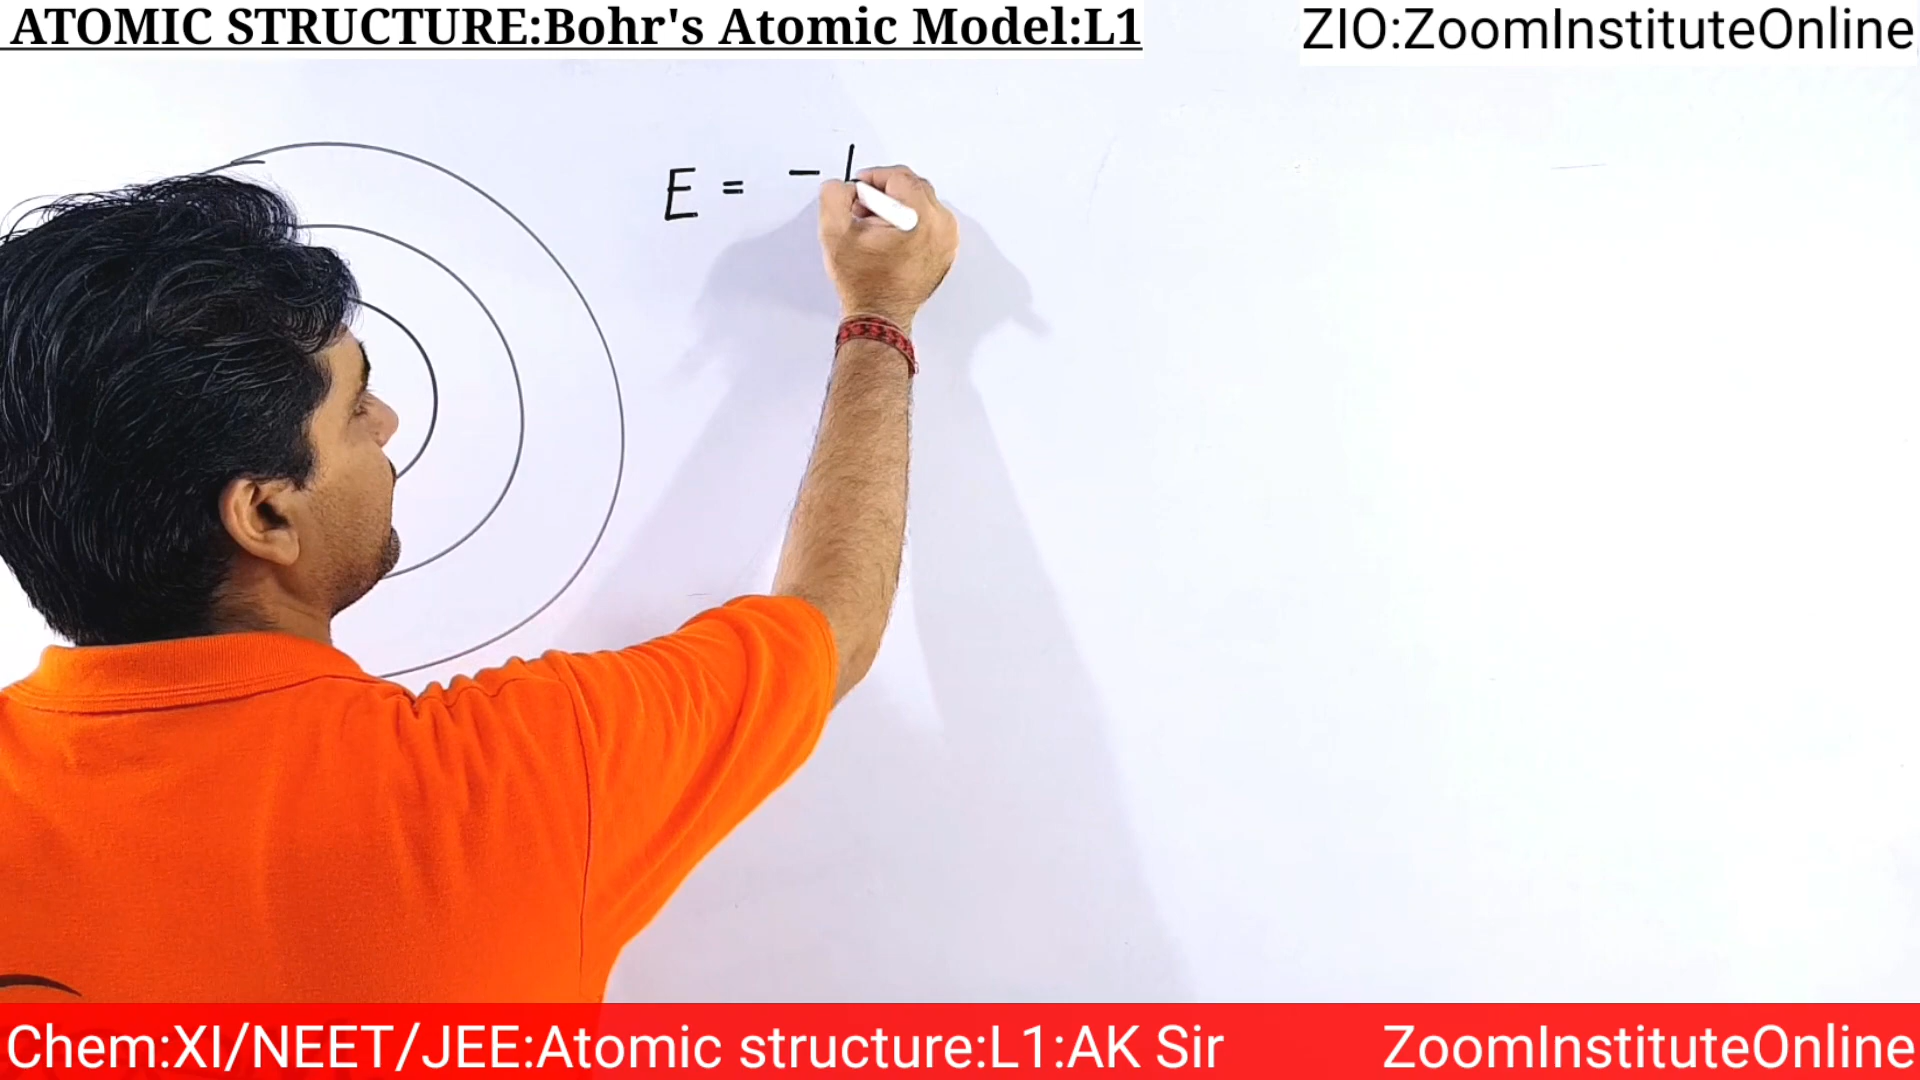 ATOMIC STRUCTURE:Bohr's Atomic Model:L1
ZIO:ZoomInstituteOnline
E = -
Chem:XI/NEET/JEE:Atomic structure:L1:AK Sir
ZoomInstituteOnline